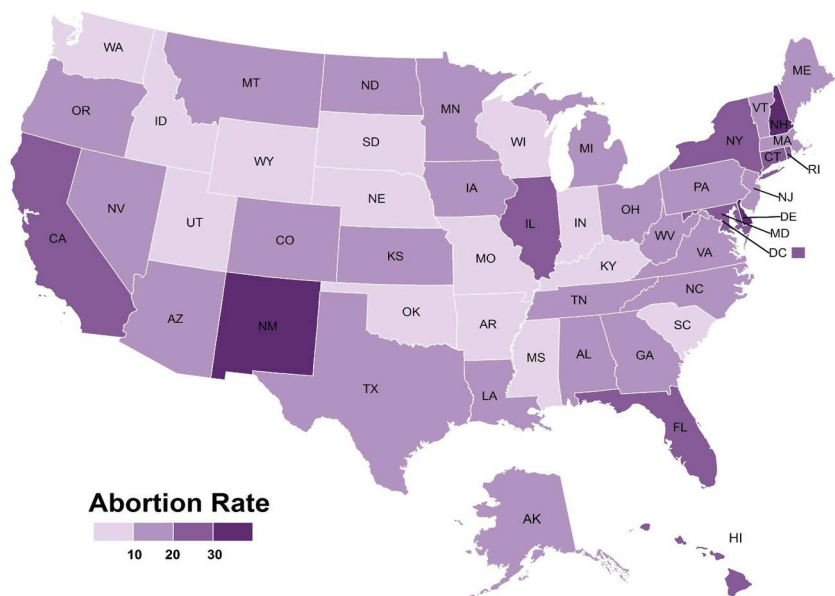 WA
MT
ND
ME
OR
MN
VT
NH
ID
SD
WI
NY
MA
WY
MI
CT
RI
IA
PA
NJ
NE
NV
OH
DE
UT
IL
IN
MD
CA
CO
WV
DC
KS
MO
VA
KY
NC
TN
OK
AZ
NM
AR
SC
MS
AL
GA
TX
LA
FL
Abortion Rate
10 20 30
AK
HI